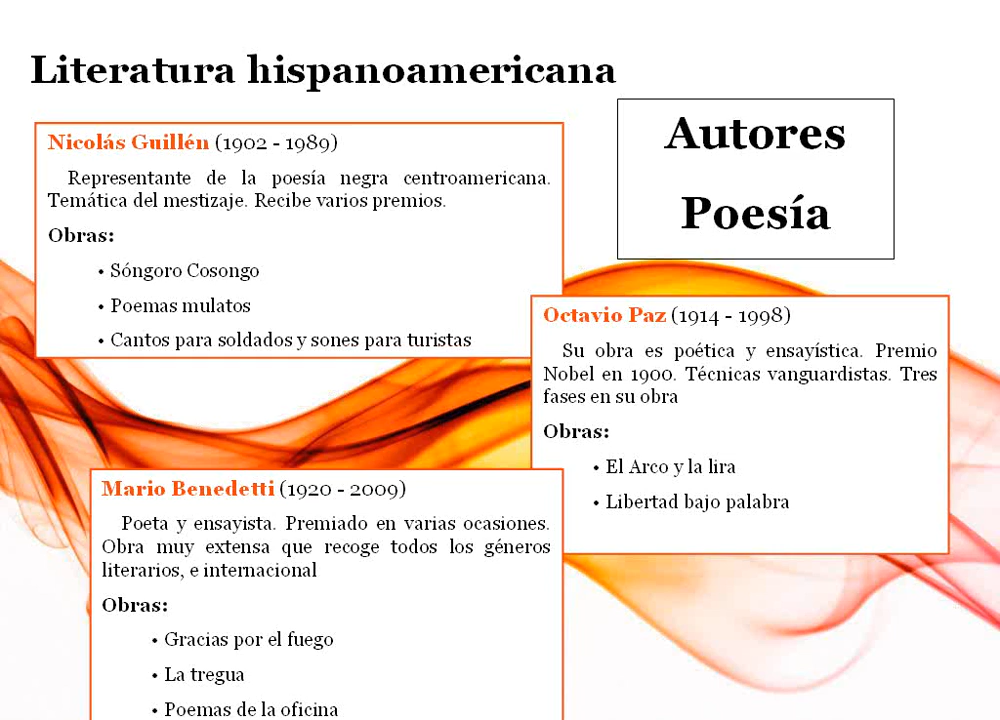 Literatura hispanoamericana
Autores
Poesía
Nicolás Guillén (1902 - 1989)
Representante de la poesía negra centroamericana.
Temática del mestizaje. Recibe varios premios.
Obras:
• Sóngoro Cosongo
• Poemas mulatos
• Cantos para soldados y sones para turistas
Octavio Paz (1914 - 1998)
Su obra es poética y ensayística. Premio
Nobel en 1900. Técnicas vanguardistas. Tres
fases en su obra
Obras:
• El Arco y la lira
• Libertad bajo palabra
Mario Benedetti (1920 - 2009)
Poeta y ensayista. Premiado en varias ocasiones.
Obra muy extensa que recoge todos los géneros
literarios, e internacional
Obras:
• Gracias por el fuego
• La tregua
• Poemas de la oficina